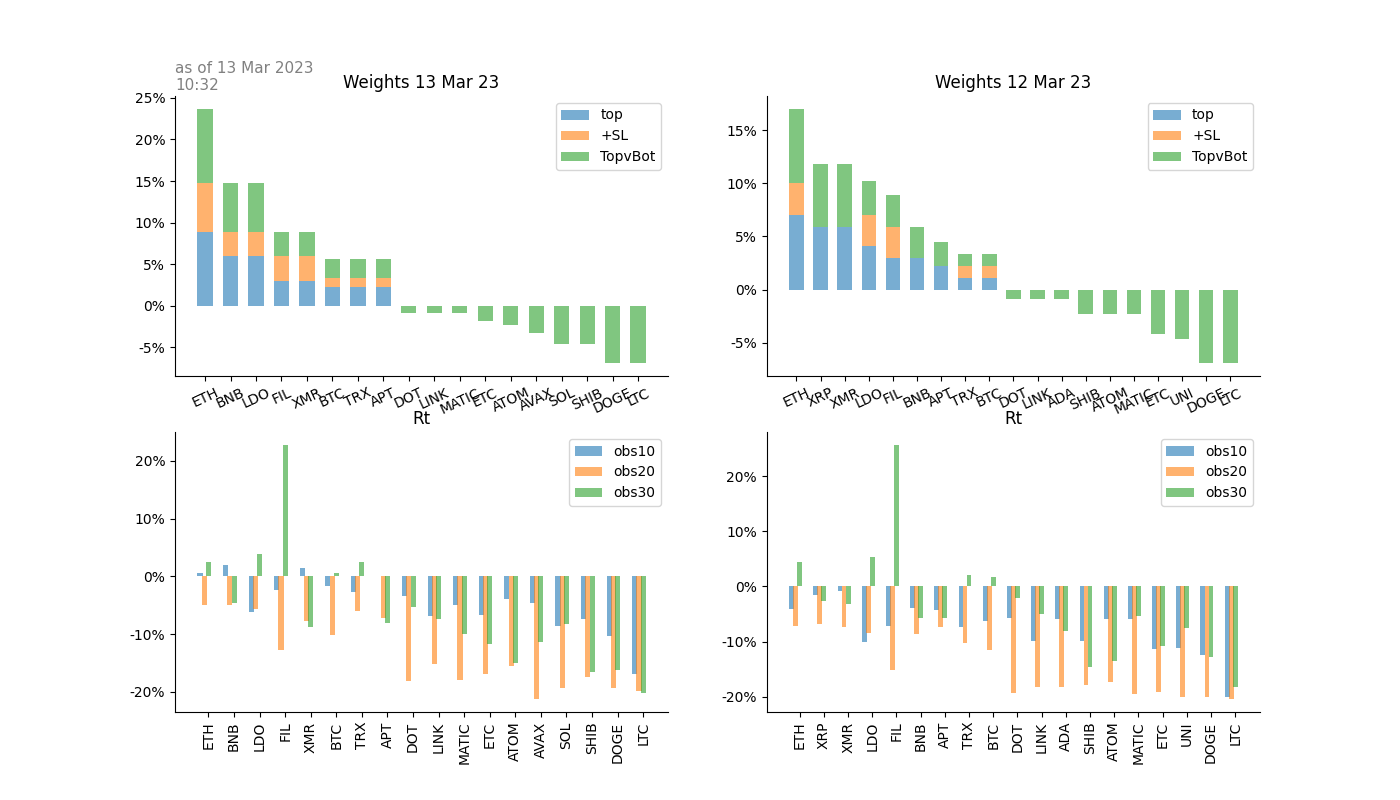 as of 13 Mar 2023
10:32
Weights 13 Mar 23
25%
20%
15%
10%
5%
0%
-5%
top
+SL
TopvBot
ETH BNB LDO FIL XMR BTC TRX APT DOT LINK MATIC ETC ATOM AVAX SOL SHIB DOGE LTC
Weights 12 Mar 23
15%
10%
5%
0%
-5%
top
+SL
TopvBot
ETH XRP XMR LDO FIL BNB APT TRX BTC DOT LINK ADA SHIB ATOM MATIC ETC UNI DOGE LTC
Rt
20%
10%
0%
-10%
-20%
obs10
obs20
obs30
ETH BNB LDO FIL XMR BTC TRX APT DOT LINK MATIC ETC ATOM AVAX SOL SHIB DOGE LTC
Rt
20%
10%
0%
-10%
-20%
obs10
obs20
obs30
ETH XRP XMR LDO FIL BNB APT TRX BTC DOT LINK ADA SHIB ATOM MATIC ETC UNI DOGE LTC